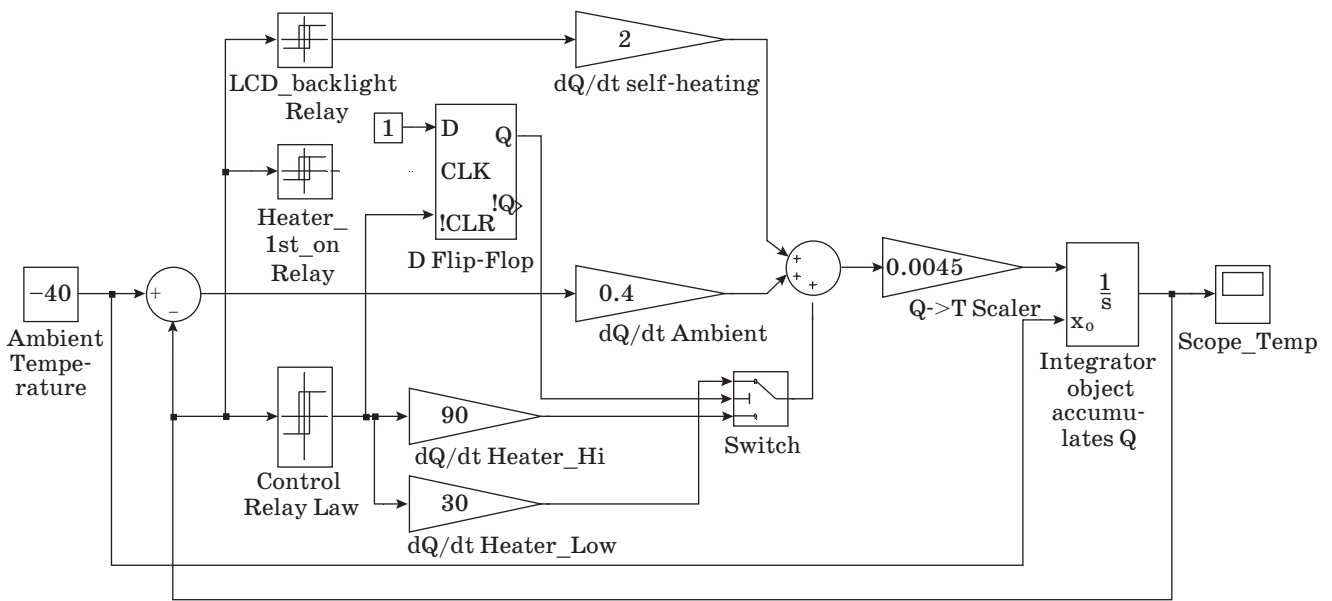 LCD_backlight
Relay
2
dQ/dt self-heating
1
D
Q
CLK
!Q
!CLR
D Flip-Flop
Heater_
1st_on
Relay
−40
Ambient
Tempe-
rature
+
−
0.4
dQ/dt Ambient
+
+
+
0.0045
Q->T Scaler
1
s
xo
Integrator
object
accumu-
lates Q
Scope_Temp
Control
Relay Law
90
dQ/dt Heater_Hi
30
dQ/dt Heater_Low
Switch